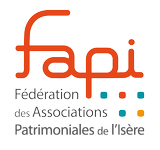 fapi
Fédération
des Associations
Patrimoniales de l'Isère